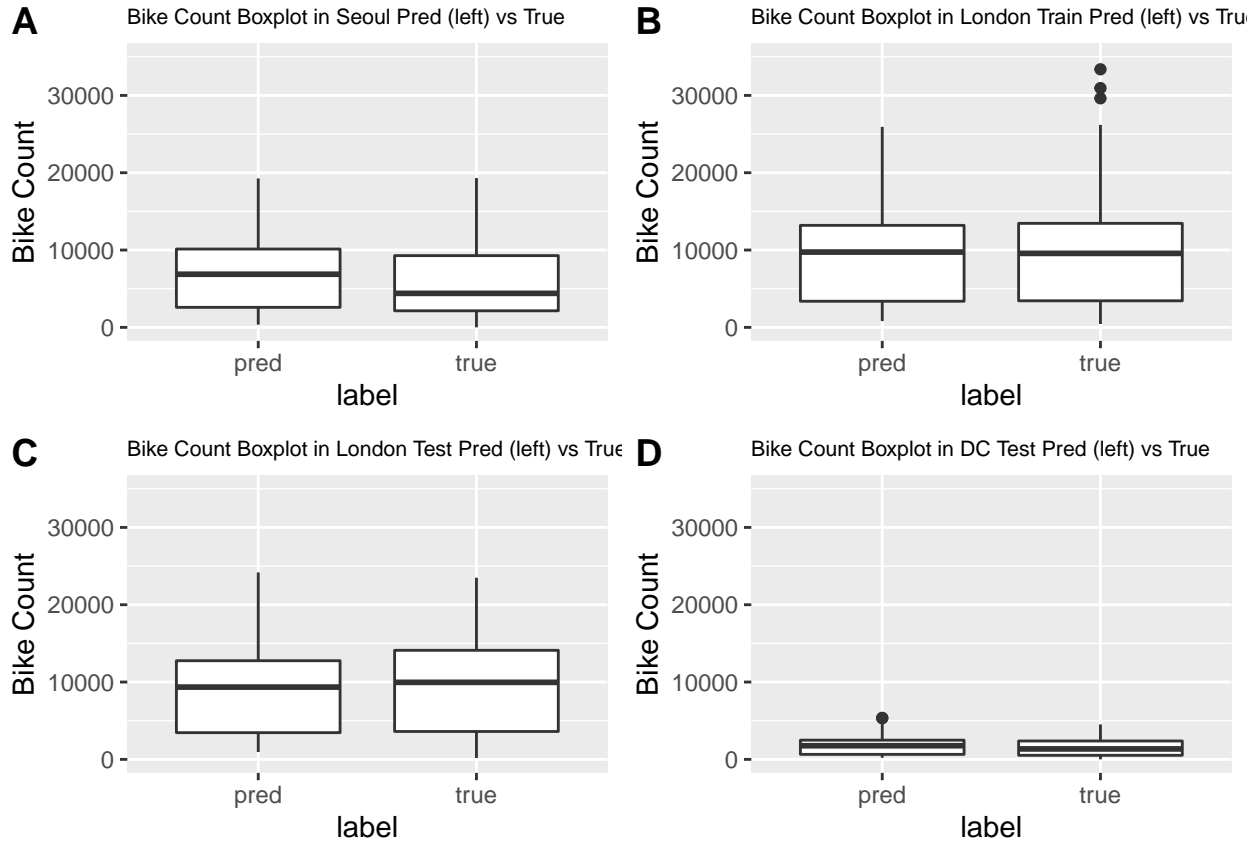 A
Bike Count Boxplot in Seoul Pred (left) vs True
30000
20000
10000
0
Bike Count
pred true
label
B
Bike Count Boxplot in London Train Pred (left) vs True
30000
20000
10000
0
Bike Count
pred true
label
C
Bike Count Boxplot in London Test Pred (left) vs True
30000
20000
10000
0
Bike Count
pred true
label
D
Bike Count Boxplot in DC Test Pred (left) vs True
30000
20000
10000
0
Bike Count
pred true
label